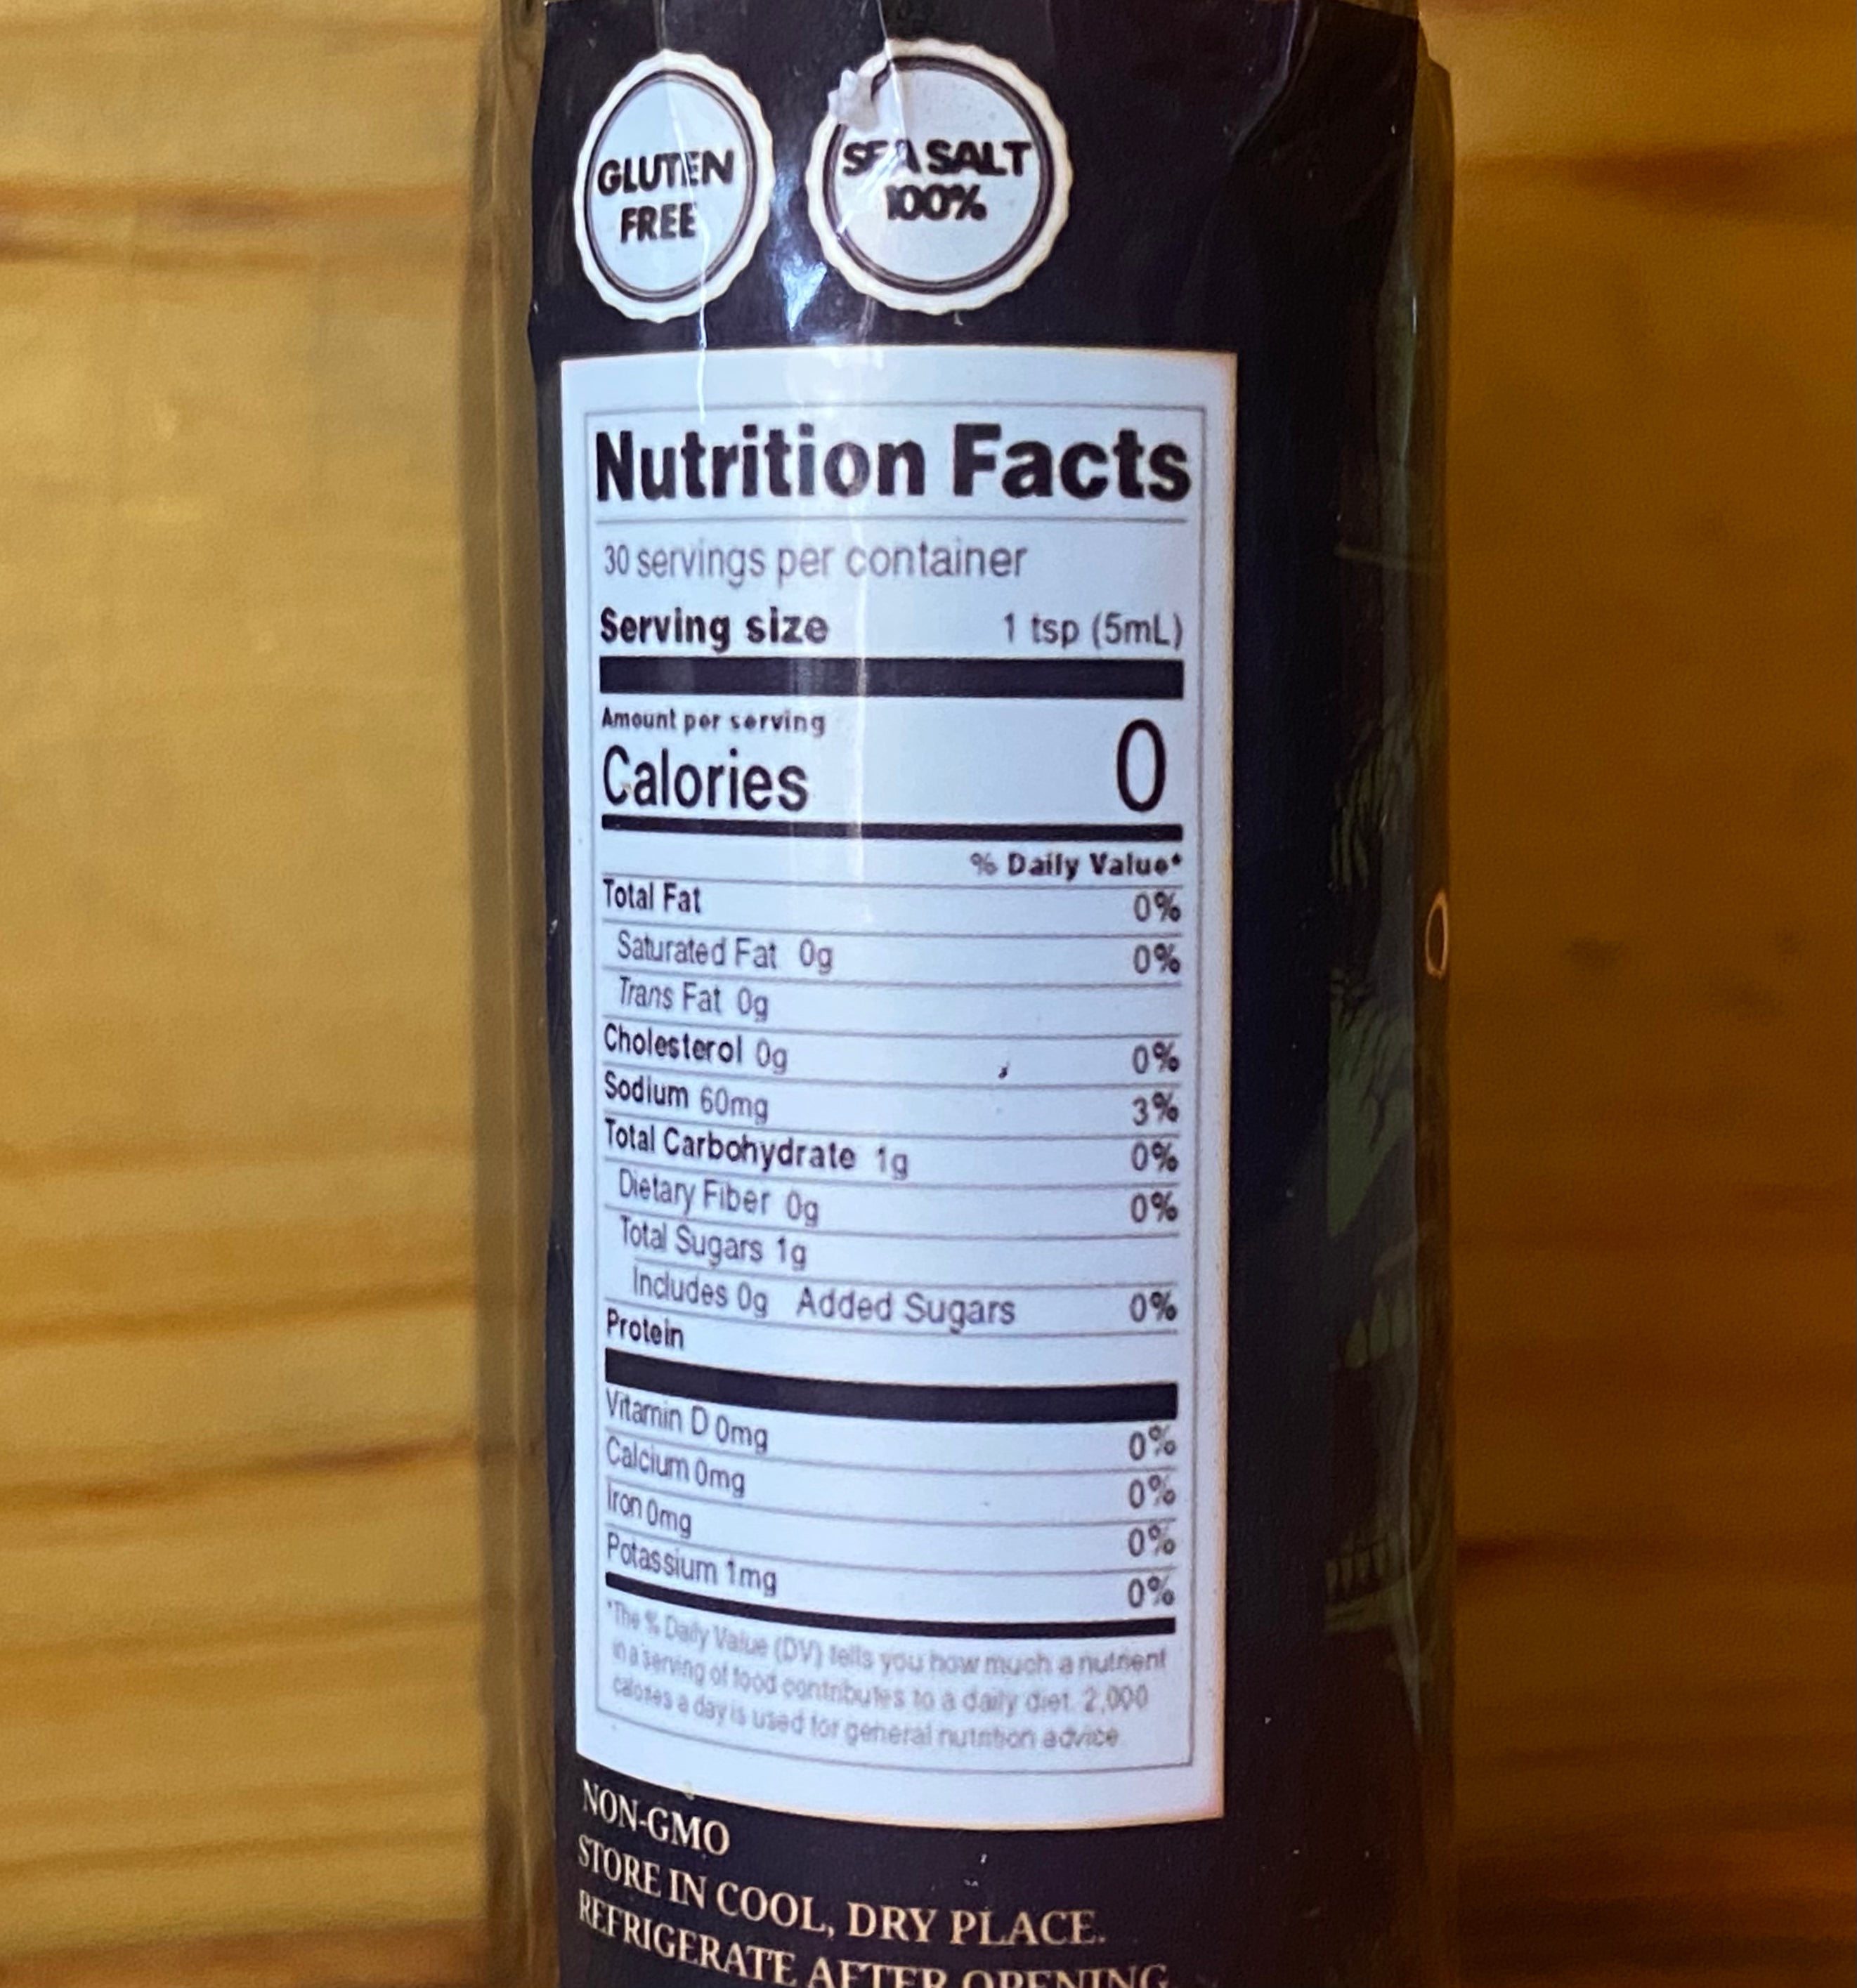 GLUTEN
FREE
SEA SALT
100%
Nutrition Facts
30 servings per container
Serving size 1 tsp (5mL)
Amount per serving
Calories 0
% Daily Value*
Total Fat 0%
Saturated Fat 0g 0%
Trans Fat 0g
Cholesterol 0g 0%
Sodium 60mg 3%
Total Carbohydrate 1g 0%
Dietary Fiber 0g 0%
Total Sugars 1g
Includes 0g Added Sugars 0%
Protein
Vitamin D 0mg 0%
Calcium 0mg 0%
Iron 0mg 0%
Potassium 1mg 0%
*The % Daily Value (DV) tells you how much a nutrient
in a serving of food contributes to a daily diet. 2,000
calories a day is used for general nutrition advice
NON-GMO
STORE IN COOL, DRY PLACE.
REFRIGERATE AFTER OPENING